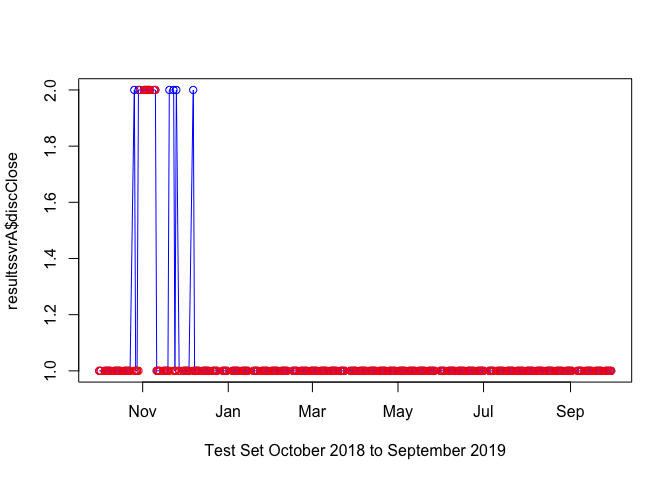 resultssvrA$discClose
2.0
1.8
1.6
1.4
1.2
1.0
Nov Jan Mar May Jul Sep
Test Set October 2018 to September 2019